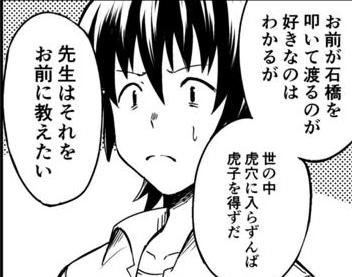 お前が石橋を
叩いて渡るのが
好きなのは
わかるが
世の中
虎穴に入らずんば
虎子を得ずだ
先生はそれを
お前に教えたい